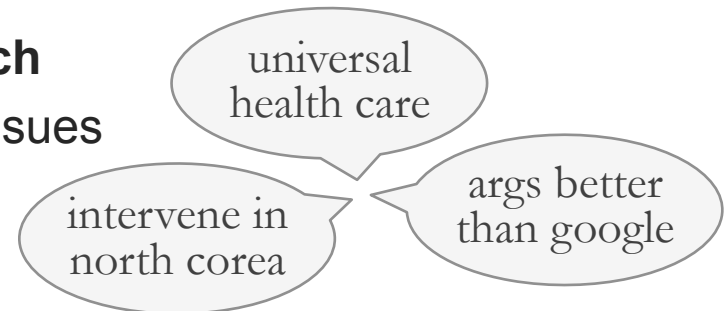 ch
sues
universal
health care
intervene in
north corea
args better
than google